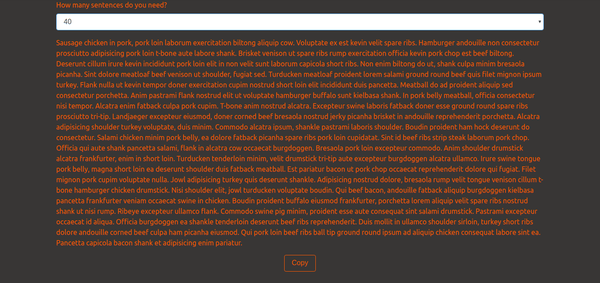 How many sentences do you need?
40
Sausage chicken in pork, pork loin laborum exercitation biltong aliquip cow. Voluptate ex est kevin velit spare ribs. Hamburger andouille non consectetur
prosciutto adipisicing pork loin t-bone aute labore shank. Brisket venison ut spare ribs rump exercitation officia kevin pork chop est beef biltong.
Deserunt cillum irure kevin incididunt pork loin elit in non velit sunt laborum capicola short ribs. Non enim biltong do ut, shank culpa minim bresaola
picanha. Sint dolore meatloaf beef venison ut shoulder, fugiat sed. Turducken meatloaf proident lorem salami ground round beef quis filet mignon ipsum
turkey. Flank nulla ut kevin tempor doner exercitation cupim nostrud short loin elit incididunt duis pancetta. Meatball do ad proident aliquip sed
consectetur porchetta. Anim pastrami flank nostrud elit ut voluptate hamburger buffalo sunt kielbasa shank. In pork belly meatball, officia consectetur
nisi tempor. Alcatra enim fatback culpa pork cupim. T-bone anim nostrud alcatra. Excepteur swine laboris fatback doner esse ground round spare ribs
prosciutto tri-tip. Landjaeger excepteur eiusmod, doner corned beef bresaola nostrud jerky picanha brisket in andouille reprehenderit porchetta. Alcatra
adipisicing shoulder turkey voluptate, duis minim. Commodo alcatra ipsum, shankle pastrami laboris shoulder. Boudin proident ham hock deserunt do
consectetur. Salami chicken minim pork belly, ea dolore fatback picanha spare ribs pork loin cupidatat. Sint id beef ribs strip steak laborum pork chop.
Officia qui aute shank pancetta salami, flank in alcatra cow occaecat burgdoggen. Bresaola pork loin excepteur commodo. Anim shoulder drumstick
alcatra frankfurter, enim in short loin. Turducken tenderloin minim, velit drumstick tri-tip aute excepteur burgdoggen alcatra ullamco. Irure swine tongue
pork belly, magna short loin ea deserunt shoulder duis fatback meatball. Est pariatur bacon ut pork chop occaecat reprehenderit dolore qui fugiat. Filet
mignon pork cupim voluptate nulla. Jowl adipisicing turkey quis deserunt shankle. Adipisicing nostrud dolore, bresaola rump velit tongue venison cillum t-
bone hamburger chicken drumstick. Nisi shoulder elit, jowl turducken voluptate boudin. Qui beef bacon, andouille fatback aliquip burgdoggen kielbasa
pancetta frankfurter veniam occaecat swine in chicken. Boudin proident buffalo eiusmod frankfurter, porchetta lorem aliquip velit spare ribs nostrud
shank ut nisi rump. Ribeye excepteur ullamco flank. Commodo swine pig minim, proident esse aute consequat sint salami drumstick. Pastrami excepteur
occaecat id aliqua. Officia burgdoggen ea shankle tenderloin deserunt beef ribs reprehenderit. Duis mollit in ullamco shoulder sirloin, turkey short ribs
dolore andouille corned beef culpa ham picanha eiusmod. Qui pork loin beef ribs ball tip ground round ipsum ad aliquip chicken consequat labore sint ea.
Pancetta capicola bacon shank et adipisicing enim pariatur.
Copy